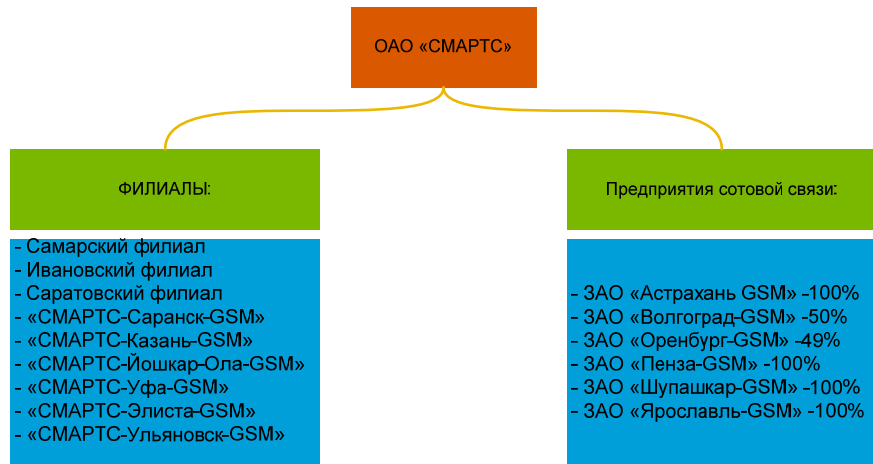 ОАО «СМАРТС»
ФИЛИАЛЫ:
- Самарский филиал
- Ивановский филиал
- Саратовский филиал
- «СМАРТС-Саранск-GSM»
- «СМАРТС-Казань-GSM»
- «СМАРТС-Йошкар-Ола-GSM»
- «СМАРТС-Уфа-GSM»
- «СМАРТС-Элиста-GSM»
- «СМАРТС-Ульяновск-GSM»
Предприятия сотовой связи:
- ЗАО «Астрахань GSM» -100%
- ЗАО «Волгоград-GSM» -50%
- ЗАО «Оренбург-GSM» -49%
- ЗАО «Пенза-GSM» -100%
- ЗАО «Шупашкар-GSM» -100%
- ЗАО «Ярославль-GSM» -100%